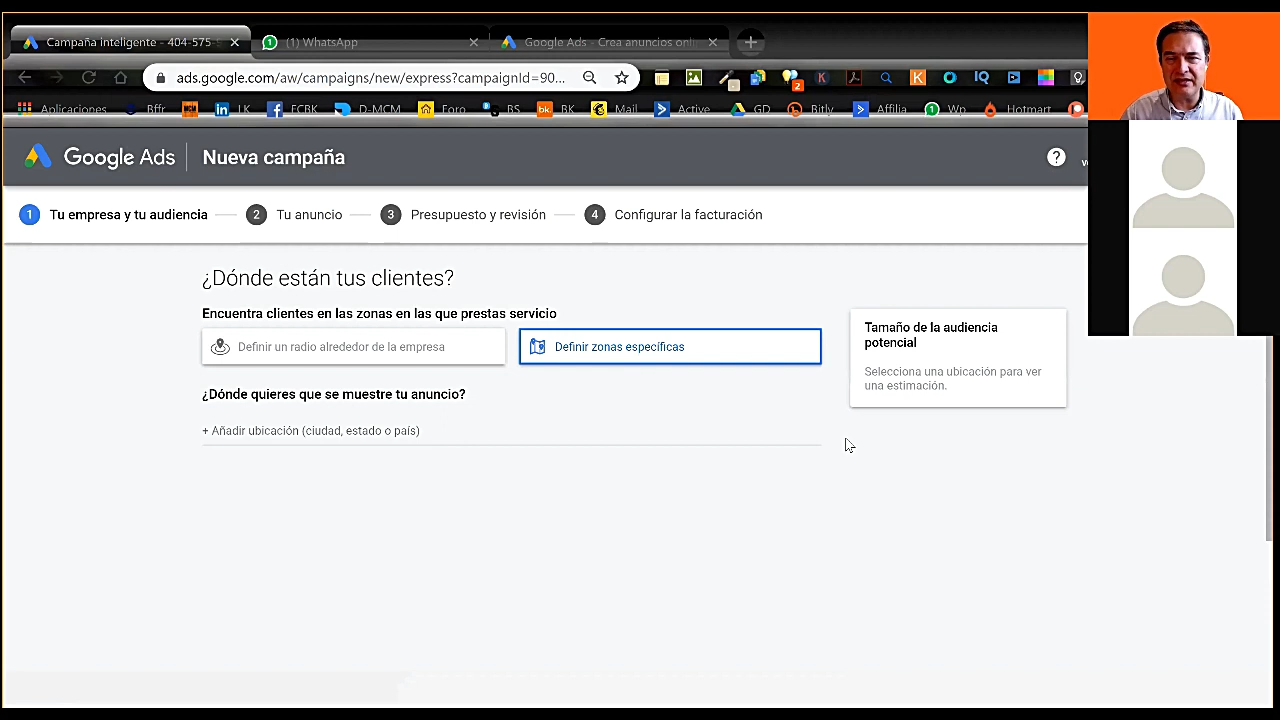 Campaña inteligente - 404-575-
(1) WhatsApp
Google Ads - Crea anuncios onli
ads.google.com/aw/campaigns/new/express?campaignId=90...
Aplicaciones
Bffr
LK
FCBK
D-MCM
Foro
BS
BK
Mail
Active
GD
Bitly
Affilia
Wp
Hotmart
Google Ads
Nueva campaña
1 Tu empresa y tu audiencia
2 Tu anuncio
3 Presupuesto y revisión
4 Configurar la facturación
¿Dónde están tus clientes?
Encuentra clientes en las zonas en las que prestas servicio
Definir un radio alrededor de la empresa
Definir zonas específicas
¿Dónde quieres que se muestre tu anuncio?
+ Añadir ubicación (ciudad, estado o país)
Tamaño de la audiencia
potencial
Selecciona una ubicación para ver
una estimación.